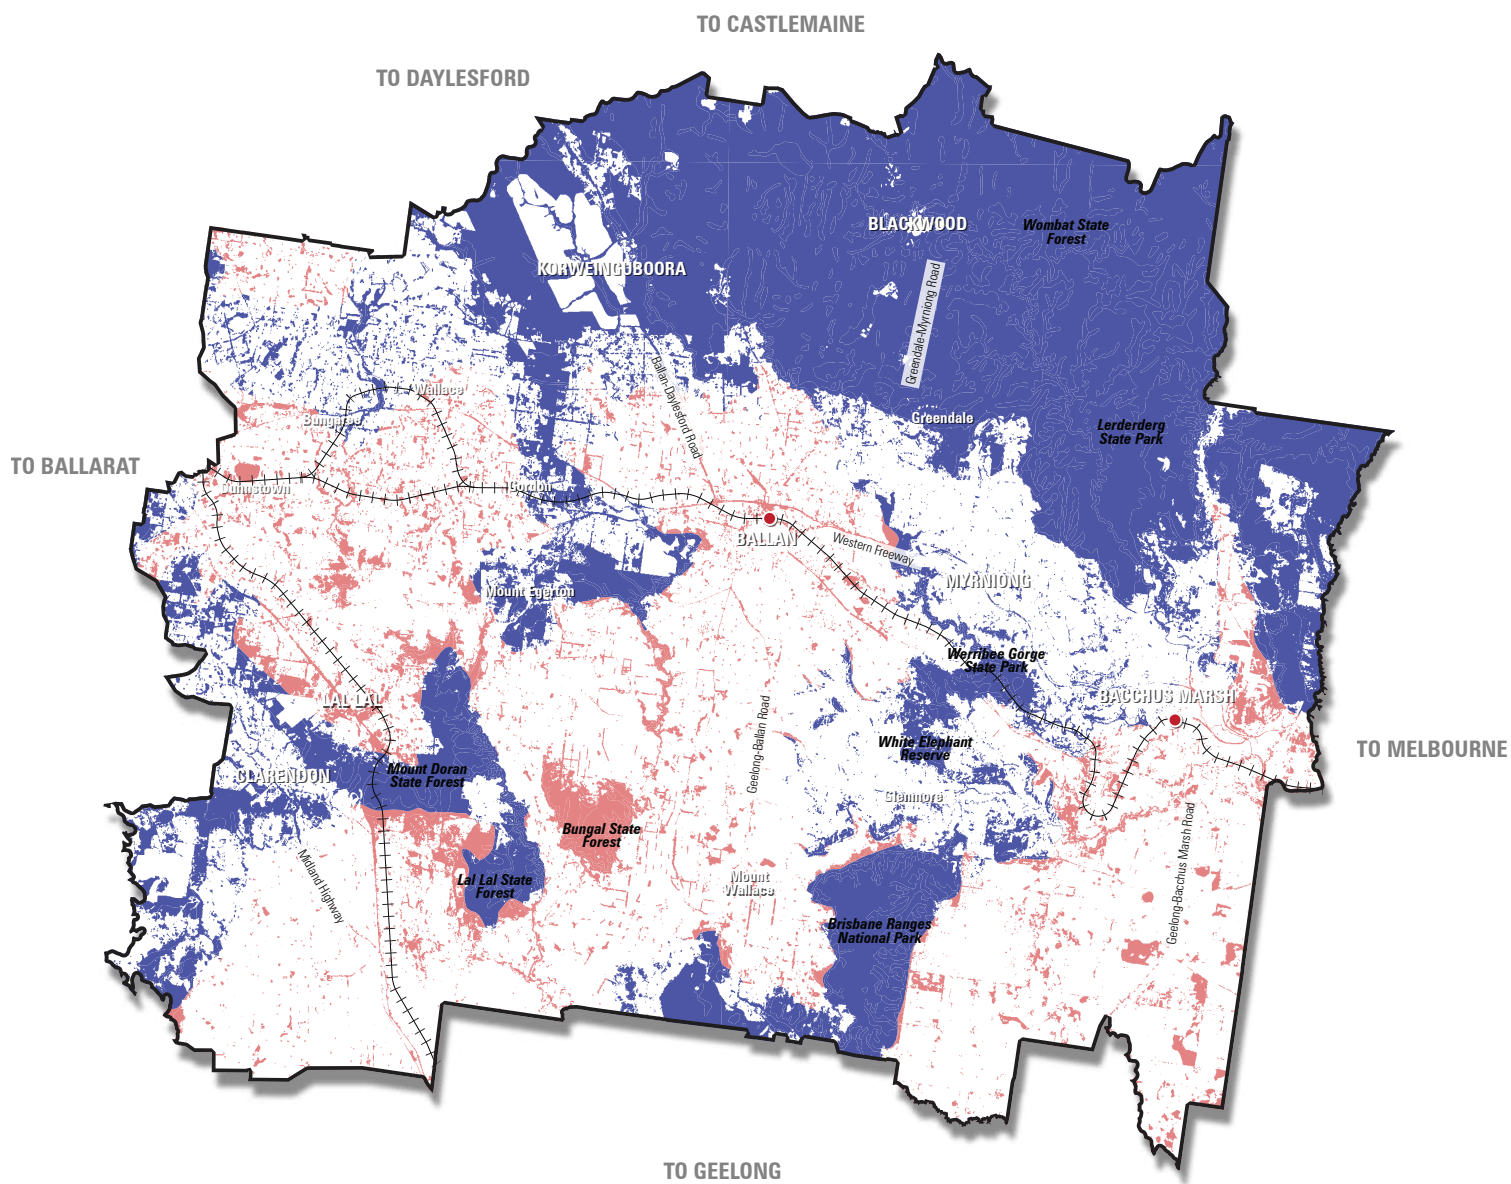 TO CASTLEMAINE
TO DAYLESFORD
BLACKWOOD
Wombat State
Forest
KORWEINGUBOORA
Greendale-Myrniong Road
Ballan-Daylesford Road
Wallace
Bungaree
Greendale
Lerderderg
State Park
TO BALLARAT
Gordon
BALLAN
Western Freeway
MYRNIONG
Mount Egerton
Werribee Gorge
State Park
LAL LAL
BACCHUS MARSH
Geelong-Ballan Road
White Elephant
Reserve
TO MELBOURNE
CLARENDON
Mount Doran
State Forest
Glenmore
Geelong-Bacchus Marsh Road
Bungal State
Forest
Midland Highway
Lal Lal State
Forest
Mount
Wallace
Brisbane Ranges
National Park
TO GEELONG